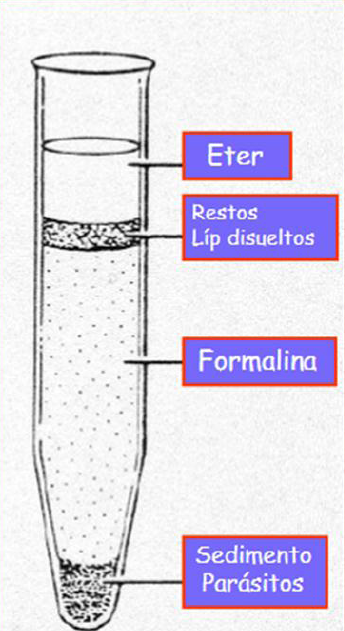 Eter
Restos
Líp disueltos
Formalina
Sedimento
Parásitos